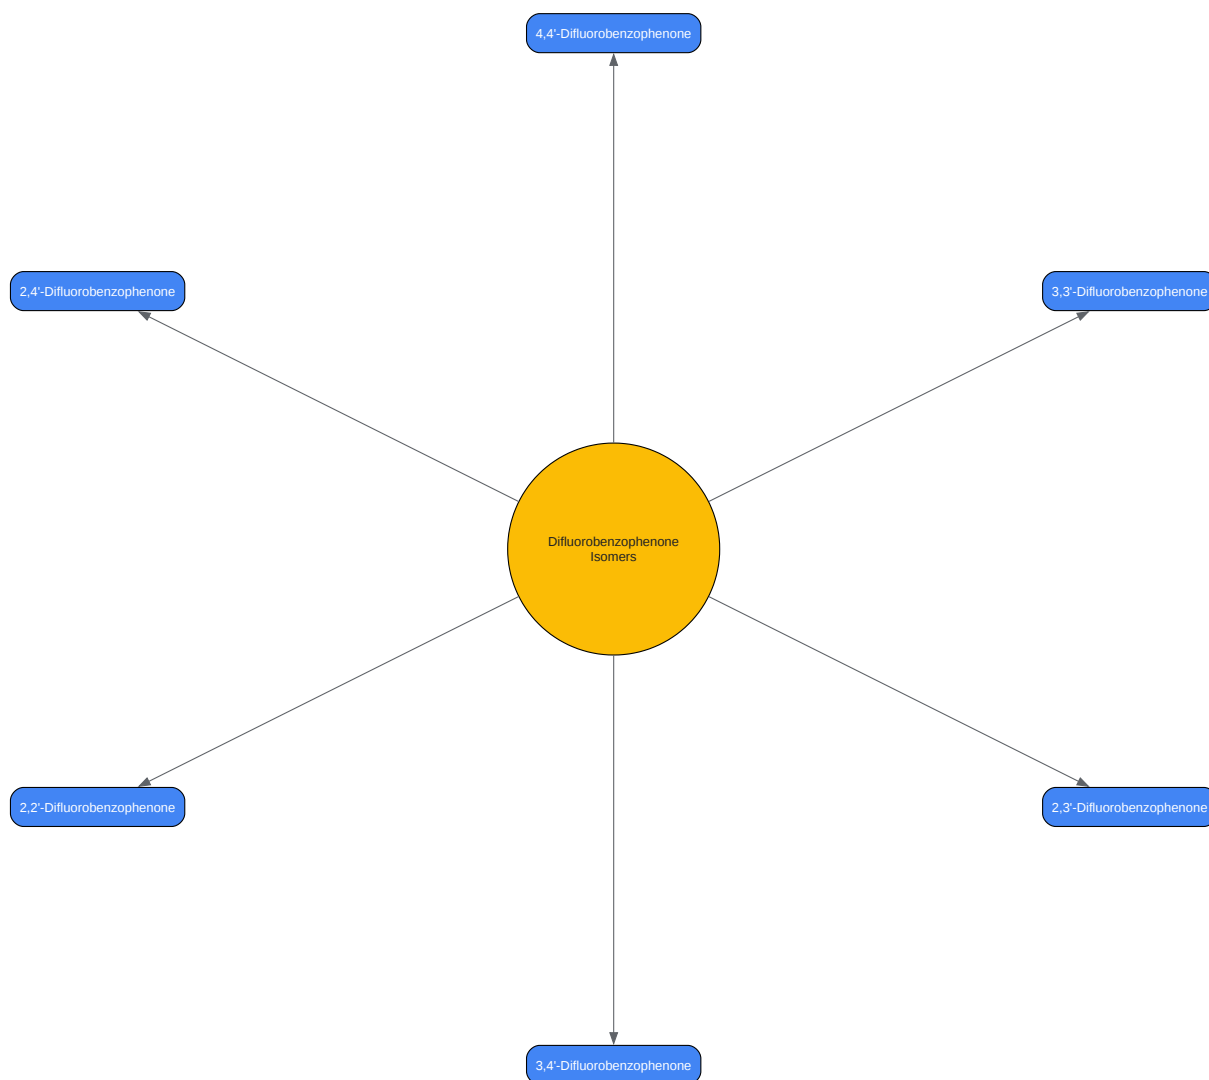 4,4'-Difluorobenzophenone
2,4'-Difluorobenzophenone
3,3'-Difluorobenzophenone
Difluorobenzophenone
Isomers
2,2'-Difluorobenzophenone
2,3'-Difluorobenzophenone
3,4'-Difluorobenzophenone